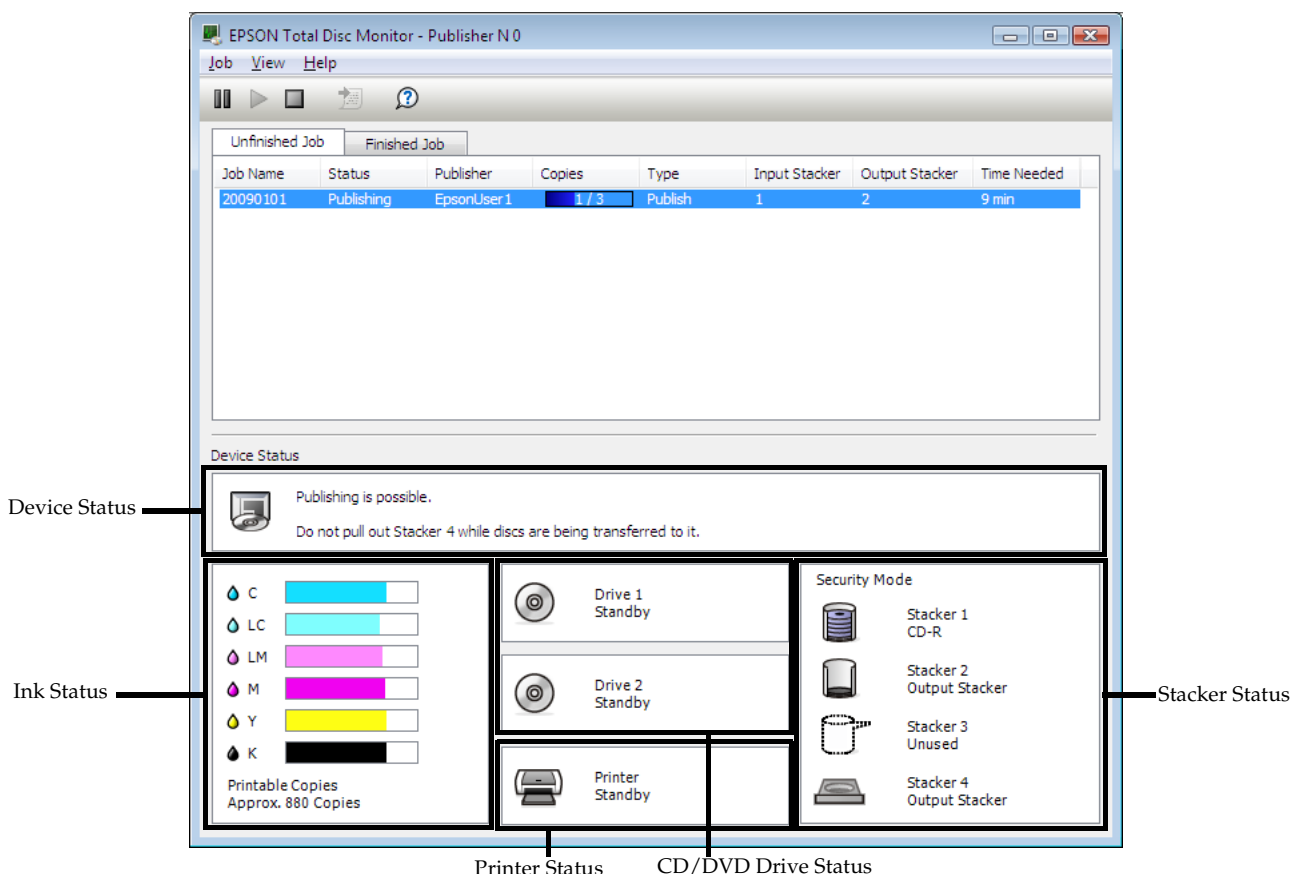 EPSON Total Disc Monitor - Publisher N 0
Job View Help
Unfinished Job Finished Job
Job Name Status Publisher Copies Type Input Stacker Output Stacker Time Needed
20090101 Publishing EpsonUser1 1 / 3 Publish 1 2 9 min
Device Status
Device Status
Publishing is possible.
Do not pull out Stacker 4 while discs are being transferred to it.
Ink Status
C
LC
LM
M
Y
K
Printable Copies
Approx. 880 Copies
Drive 1
Standby
Drive 2
Standby
Printer
Standby
Security Mode
Stacker 1
CD-R
Stacker 2
Output Stacker
Stacker 3
Unused
Stacker 4
Output Stacker
Stacker Status
Printer Status
CD/DVD Drive Status